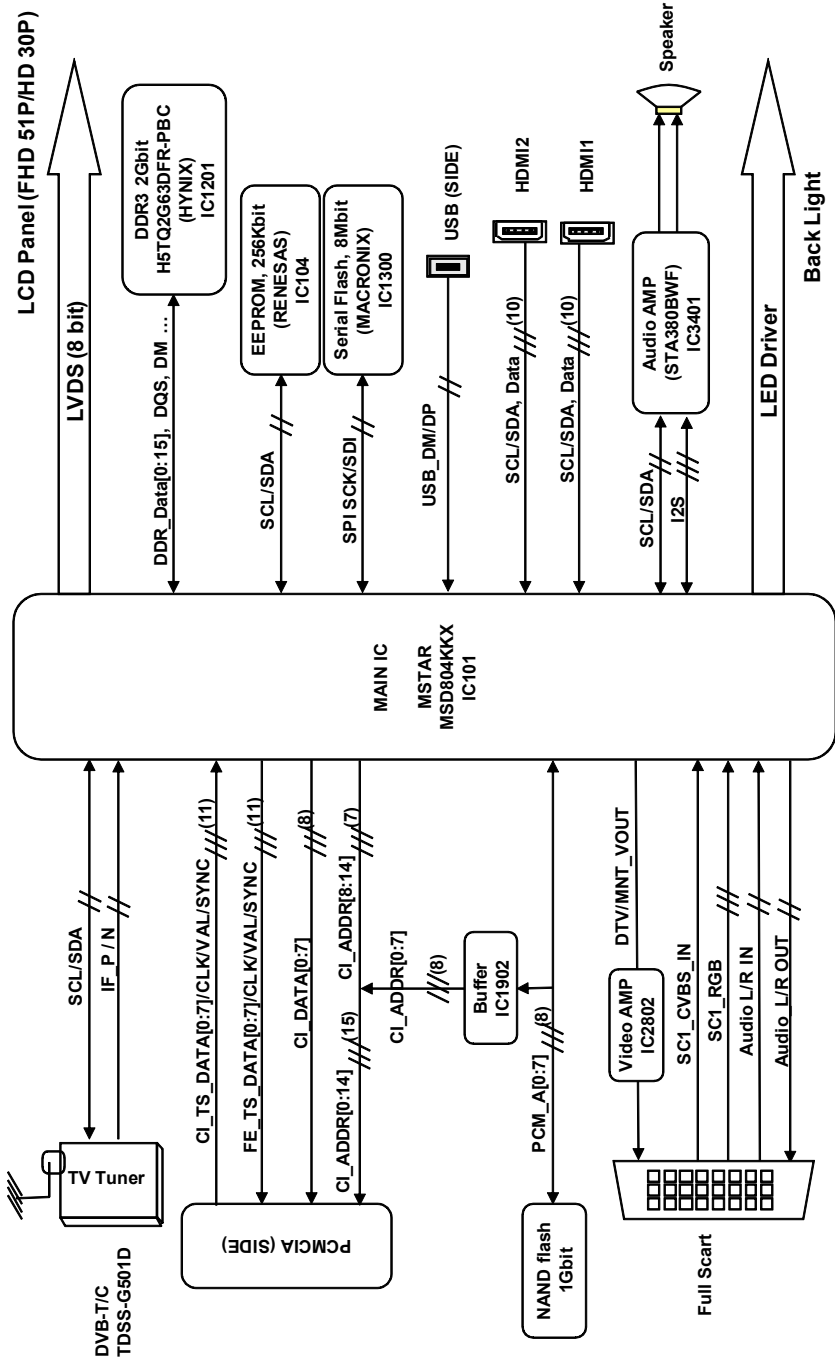 DVB-T/C
TDSS-G501D
TV Tuner
SCL/SDA
IF_P / N
PCMCIA (SIDE)
CI_TS_DATA[0:7]/CLK/VAL/SYNC
(11)
FE_TS_DATA[0:7]/CLK/VAL/SYNC
(11)
CI_DATA[0:7]
(8)
CI_ADDR[0:14]
(15)
CI_ADDR[8:14]
(7)
CI_ADDR[0:7]
(8)
Buffer
IC1902
PCM_A[0:7]
(8)
NAND flash
1Gbit
Video AMP
IC2802
DTV/MNT_VOUT
SC1_CVBS_IN
SC1_RGB
Audio L/R IN
Audio_L/R OUT
Full Scart
MAIN IC
MSTAR
MSD804KKX
IC101
LVDS (8 bit)
LCD Panel (FHD 51P/HD 30P)
DDR_Data[0:15], DQS, DM ...
DDR3 2Gbit
H5TQ2G63DFR-PBC
(HYNIX)
IC1201
SCL/SDA
EEPROM, 256Kbit
(RENESAS)
IC104
SPI SCK/SDI
Serial Flash, 8Mbit
(MACRONIX)
IC1300
USB_DM/DP
USB (SIDE)
SCL/SDA, Data
(10)
HDMI2
SCL/SDA, Data
(10)
HDMI1
SCL/SDA
I2S
Audio AMP
(STA380BWF)
IC3401
Speaker
LED Driver
Back Light